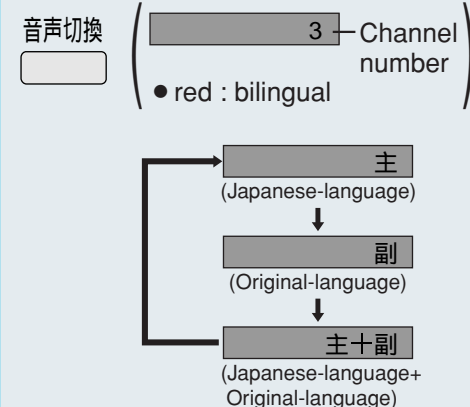 音声切換
3
Channel
number
● red : bilingual
主
(Japanese-language)
副
(Original-language)
主十副
(Japanese-language+
Original-language)